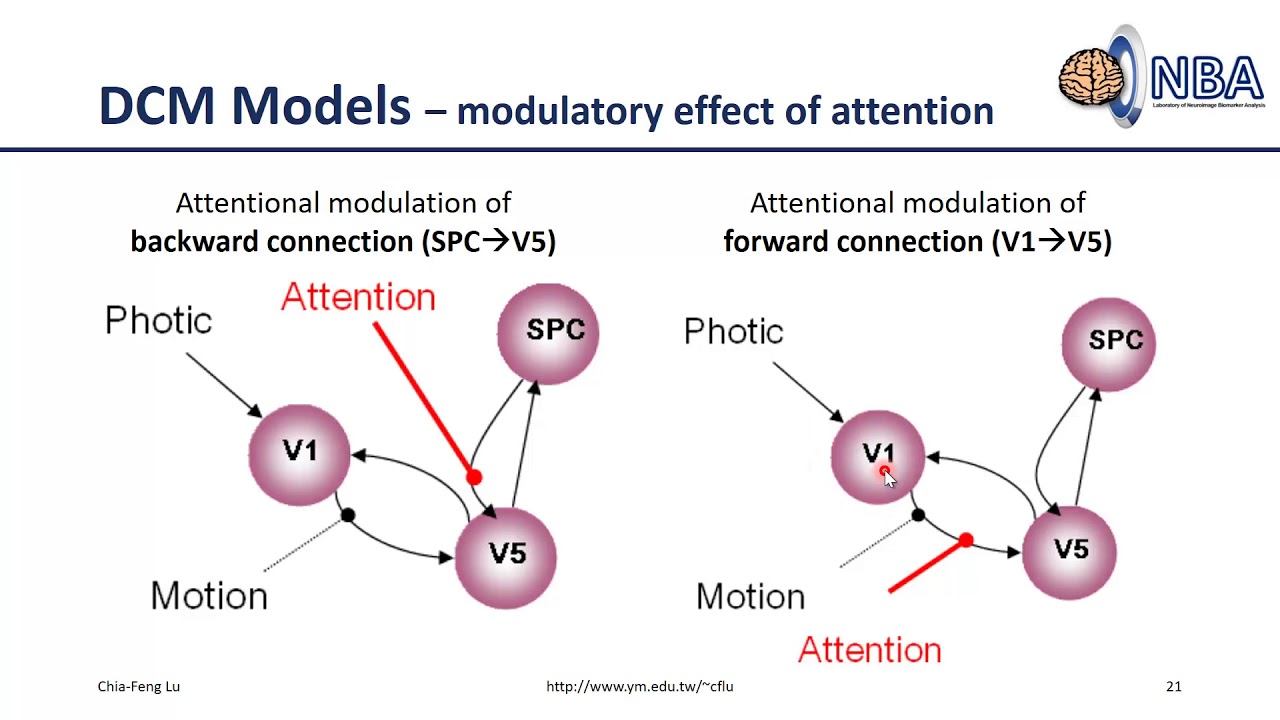 DCM Models – modulatory effect of attention
NBA
Laboratory of Neuroimage Biomarker Analysis
Attentional modulation of
backward connection (SPC→V5)
Attention
Photic
SPC
V1
V5
Motion
Attentional modulation of
forward connection (V1→V5)
Photic
SPC
V1
V5
Motion
Attention
Chia-Feng Lu
http://www.ym.edu.tw/~cflu
21